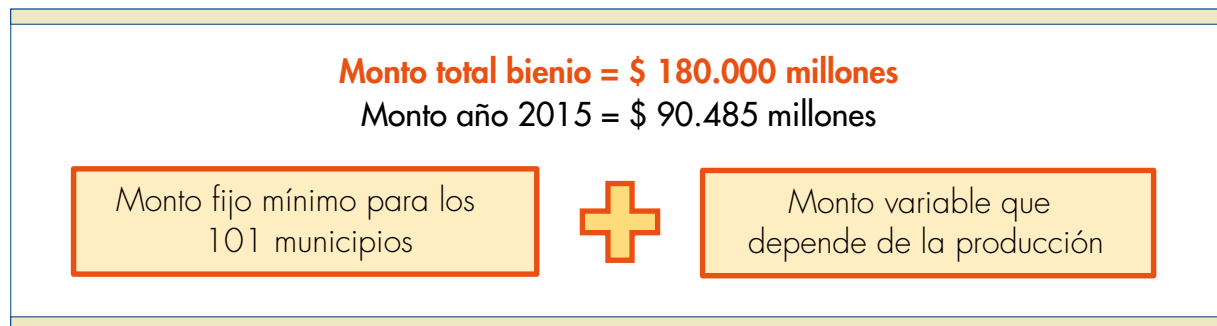 Monto total bienio = $ 180.000 millones
Monto año 2015 = $ 90.485 millones
Monto fijo mínimo para los
101 municipios
Monto variable que
depende de la producción